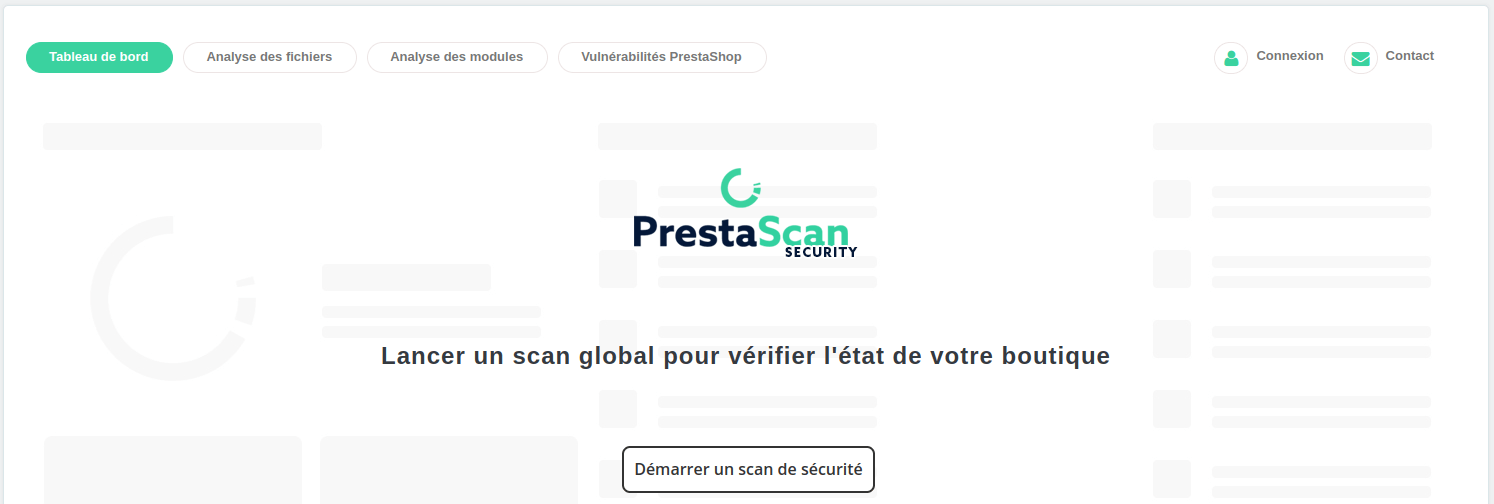 Tableau de bord Analyse des fichiers Analyse des modules Vulnérabilités PrestaShop Connexion Contact
PrestaScan
SECURITY
Lancer un scan global pour vérifier l'état de votre boutique
Démarrer un scan de sécurité